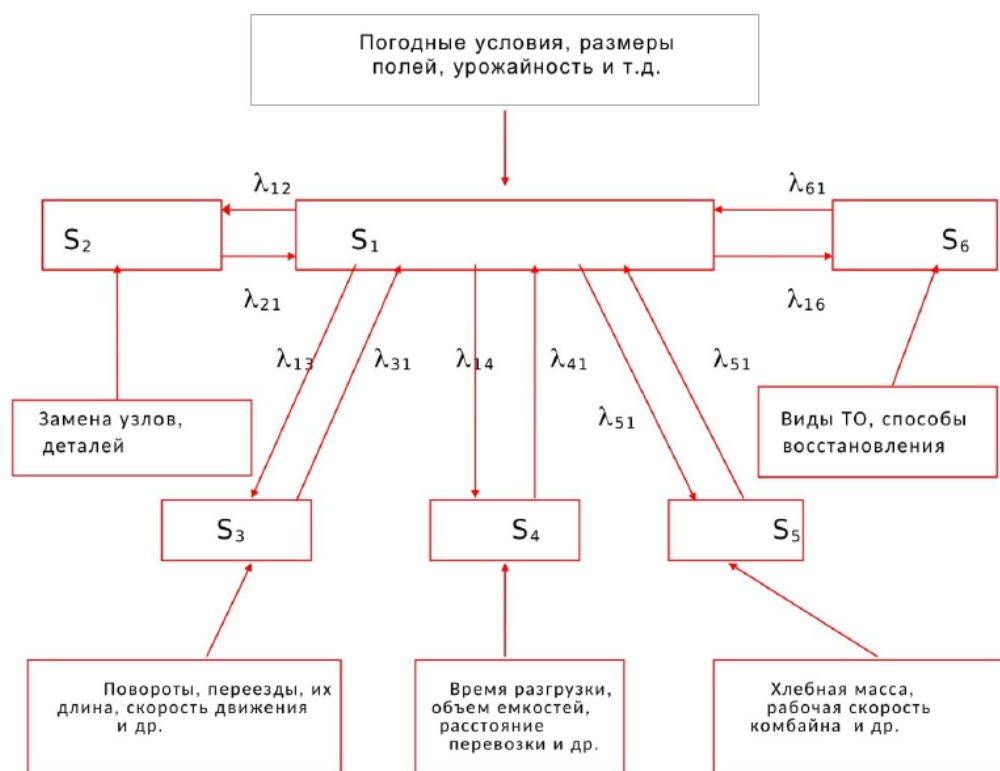 Погодные условия, размеры
полей, урожайность и т.д.
λ12
λ61
S2
S1
S6
λ21
λ16
λ13
λ31
λ14
λ41
λ51
λ51
Замена узлов,
деталей
Виды ТО, способы
восстановления
S3
S4
S5
Повороты, переезды, их
длина, скорость движения
и др.
Время разгрузки,
объем емкостей,
расстояние
перевозки и др.
Хлебная масса,
рабочая скорость
комбайна и др.